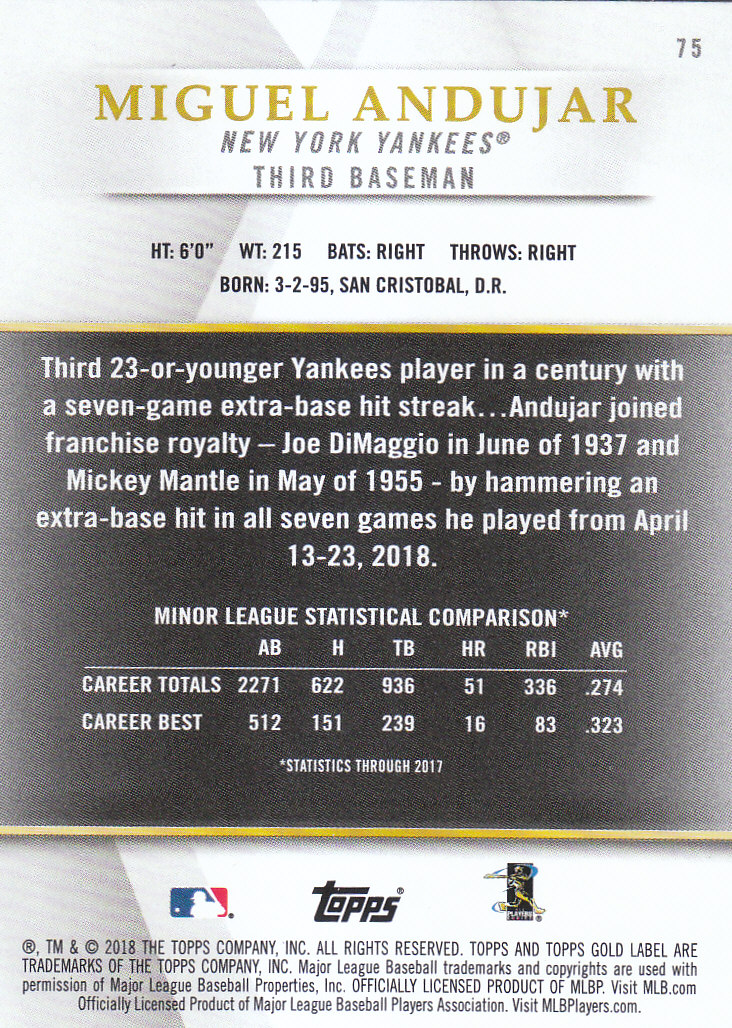 75
MIGUEL ANDUJAR
NEW YORK YANKEES®
THIRD BASEMAN
HT: 6'0" WT: 215 BATS: RIGHT THROWS: RIGHT
BORN: 3-2-95, SAN CRISTOBAL, D.R.
Third 23-or-younger Yankees player in a century with
a seven-game extra-base hit streak...Andujar joined
franchise royalty – Joe DiMaggio in June of 1937 and
Mickey Mantle in May of 1955 - by hammering an
extra-base hit in all seven games he played from April
13-23, 2018.
MINOR LEAGUE STATISTICAL COMPARISON*
AB H TB HR RBI AVG
CAREER TOTALS 2271 622 936 51 336 .274
CAREER BEST 512 151 239 16 83 .323
*STATISTICS THROUGH 2017
Topps®
PLAYERS
®, TM & © 2018 THE TOPPS COMPANY, INC. ALL RIGHTS RESERVED. TOPPS AND TOPPS GOLD LABEL ARE
TRADEMARKS OF THE TOPPS COMPANY, INC. Major League Baseball trademarks and copyrights are used with
permission of Major League Baseball Properties, Inc. OFFICIALLY LICENSED PRODUCT OF MLBP. Visit MLB.com
Officially Licensed Product of Major League Baseball Players Association. Visit MLBPlayers.com.